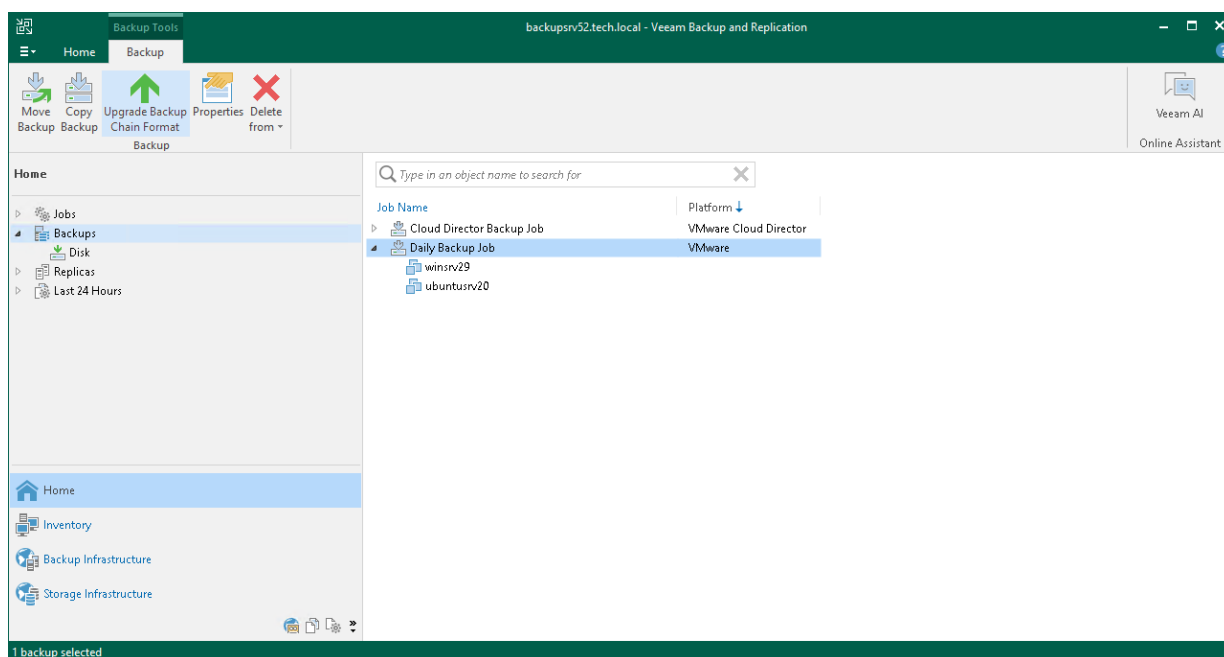 Backup Tools
backupsrv52.tech.local - Veeam Backup and Replication
Home
Backup
Move Backup
Copy Backup
Upgrade Backup Chain Format
Properties
Delete from
Backup
Veeam AI
Online Assistant
Home
Type in an object name to search for
Jobs
Backups
Disk
Replicas
Last 24 Hours
Job Name
Platform
Cloud Director Backup Job
VMware Cloud Director
Daily Backup Job
VMware
winsrv29
ubuntusrv20
Home
Inventory
Backup Infrastructure
Storage Infrastructure
1 backup selected